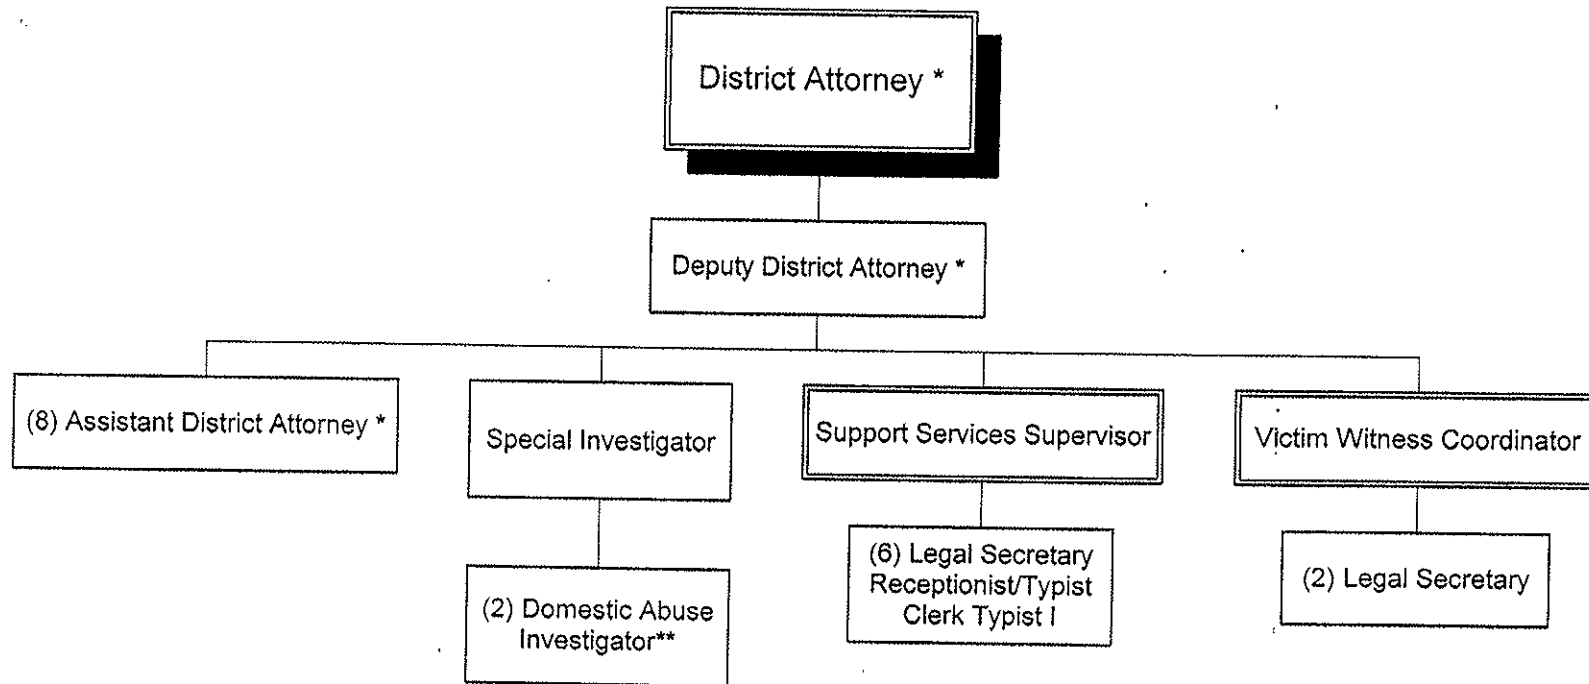 District Attorney *
Deputy District Attorney *
(8) Assistant District Attorney *
Special Investigator
Support Services Supervisor
Victim Witness Coordinator
(2) Domestic Abuse
Investigator**
(6) Legal Secretary
Receptionist/Typist
Clerk Typist I
(2) Legal Secretary